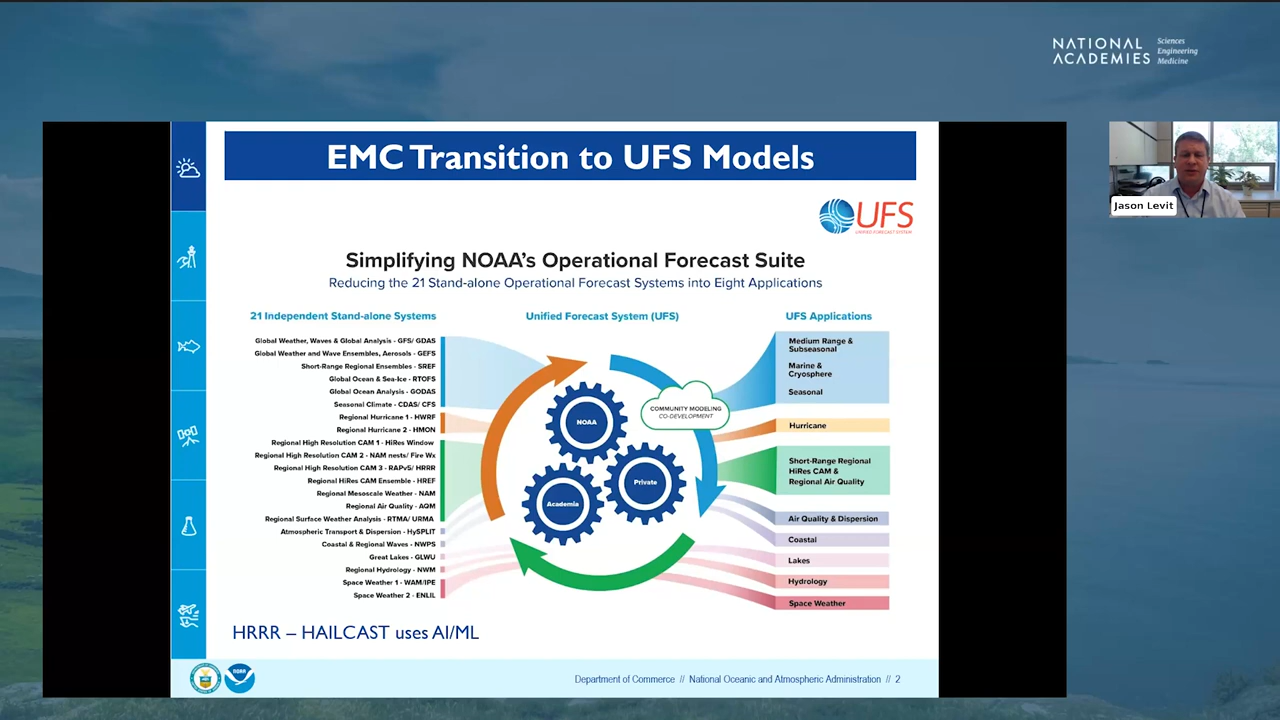 NATIONAL
ACADEMIES
Sciences
Engineering
Medicine
EMC Transition to UFS Models
UFS
UNIFIED FORECAST SYSTEM
Simplifying NOAA's Operational Forecast Suite
Reducing the 21 Stand-alone Operational Forecast Systems into Eight Applications
21 Independent Stand-alone Systems
Global Weather, Waves & Global Analysis - GFS/ GDAS
Global Weather and Wave Ensembles, Aerosols - GEFS
Short-Range Regional Ensembles - SREF
Global Ocean & Sea-Ice - RTOFS
Global Ocean Analysis - GODAS
Seasonal Climate - CDAS/ CFS
Regional Hurricane 1 - HWRF
Regional Hurricane 2 - HMON
Regional High Resolution CAM 1 - HiRes Window
Regional High Resolution CAM 2 - NAM nests/ Fire Wx
Regional High Resolution CAM 3 - RAPv5/ HRRR
Regional HiRes CAM Ensemble - HREF
Regional Mesoscale Weather - NAM
Regional Air Quality - AQM
Regional Surface Weather Analysis - RTMA/ URMA
Atmospheric Transport & Dispersion - HySPLIT
Coastal & Regional Waves - NWPS
Great Lakes - GLWU
Regional Hydrology - NWM
Space Weather 1 - WAM/IPE
Space Weather 2 - ENLIL
Unified Forecast System (UFS)
NOAA
Academia
Private
COMMUNITY MODELING
CO-DEVELOPMENT
UFS Applications
Medium Range &
Subseasonal
Marine &
Cryosphere
Seasonal
Hurricane
Short-Range Regional
HiRes CAM &
Regional Air Quality
Air Quality & Dispersion
Coastal
Lakes
Hydrology
Space Weather
HRRR – HAILCAST uses AI/ML
NOAA
Department of Commerce // National Oceanic and Atmospheric Administration // 2
Jason Levit